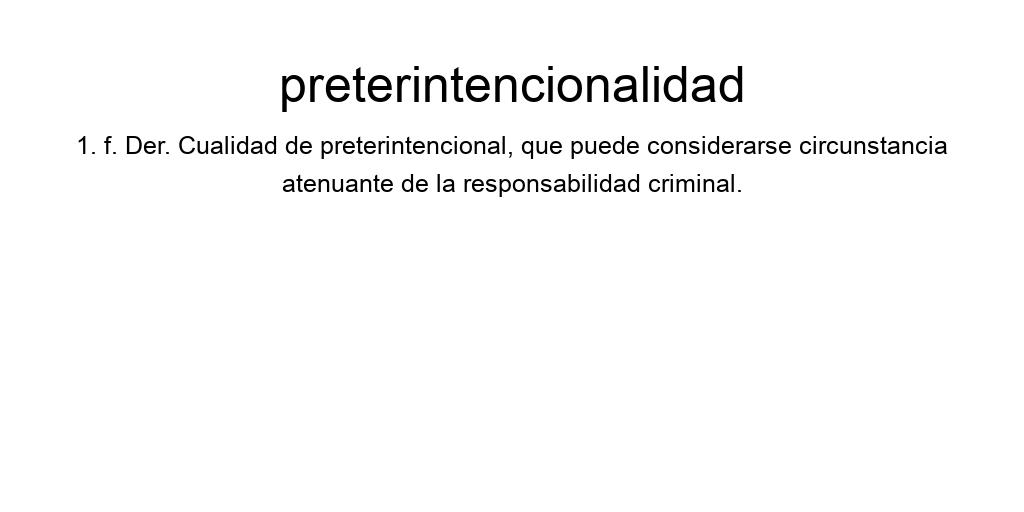 preterintencionalidad
1. f. Der. Cualidad de preterintencional, que puede considerarse circunstancia
atenuante de la responsabilidad criminal.